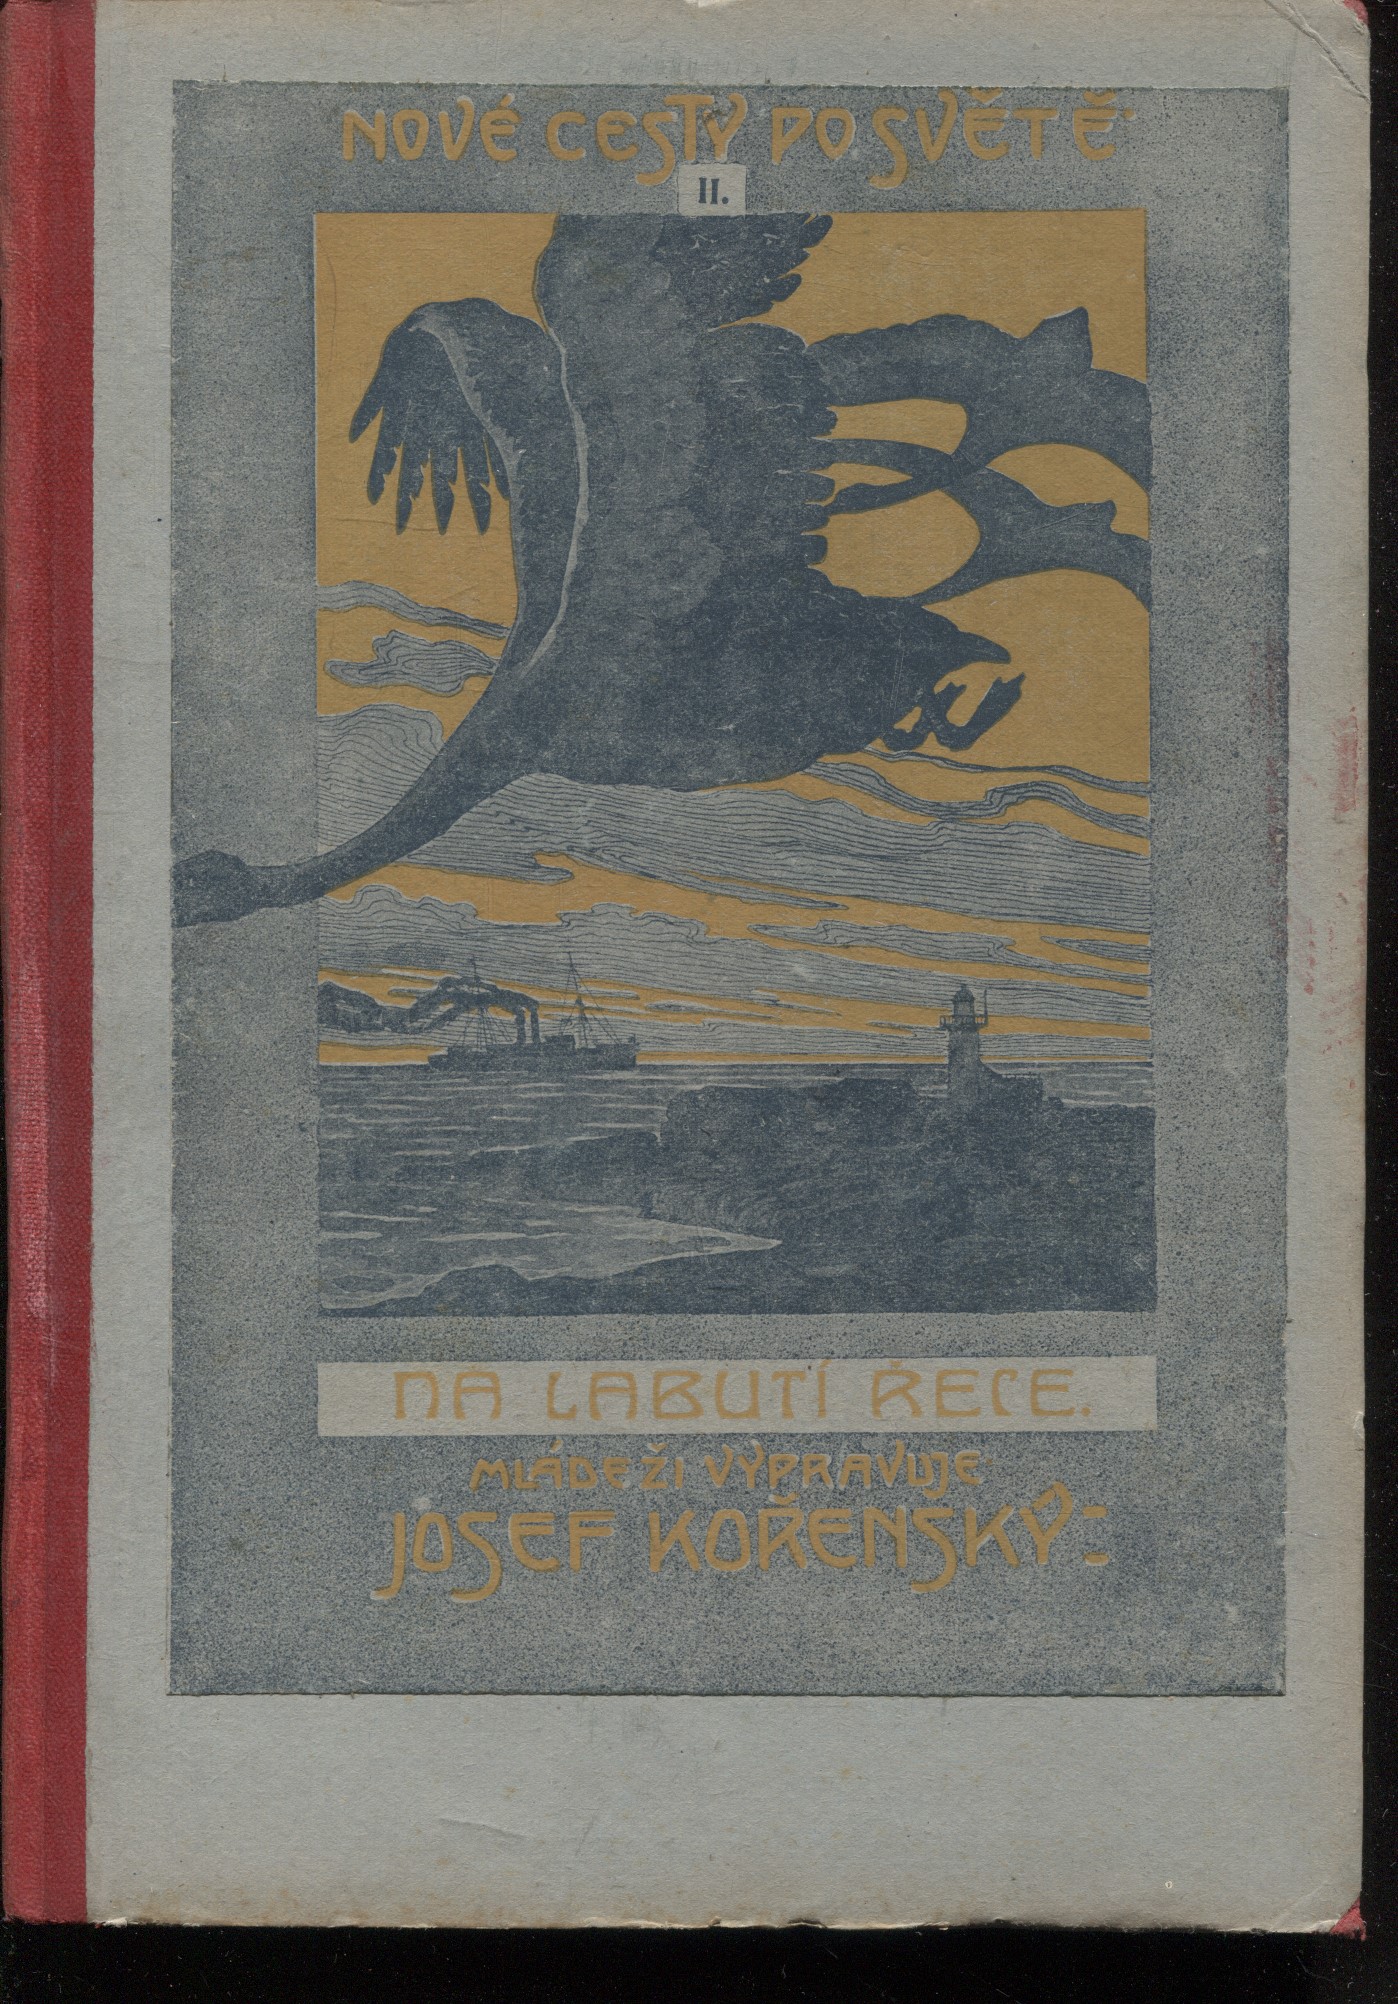 NOVÉ CESTY PO SVĚTĚ
II.
NA LABUTÍ ŘECE.
MLÁDEŽI VYPRAVUJE
JOSEF KOŘENSKÝ: